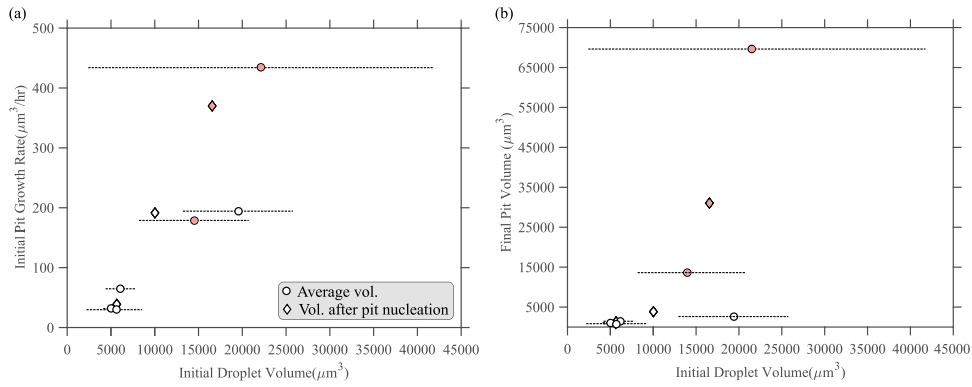 (a)
500
400
300
200
100
0
Initial Pit Growth Rate(μm³/hr)
0 5000 10000 15000 20000 25000 30000 35000 40000 45000
Initial Droplet Volume(μm³)
Average vol.
Vol. after pit nucleation
(b)
75000
65000
55000
45000
35000
25000
15000
5000
Final Pit Volume (μm³)
0 5000 10000 15000 20000 25000 30000 35000 40000 45000
Initial Droplet Volume(μm³)